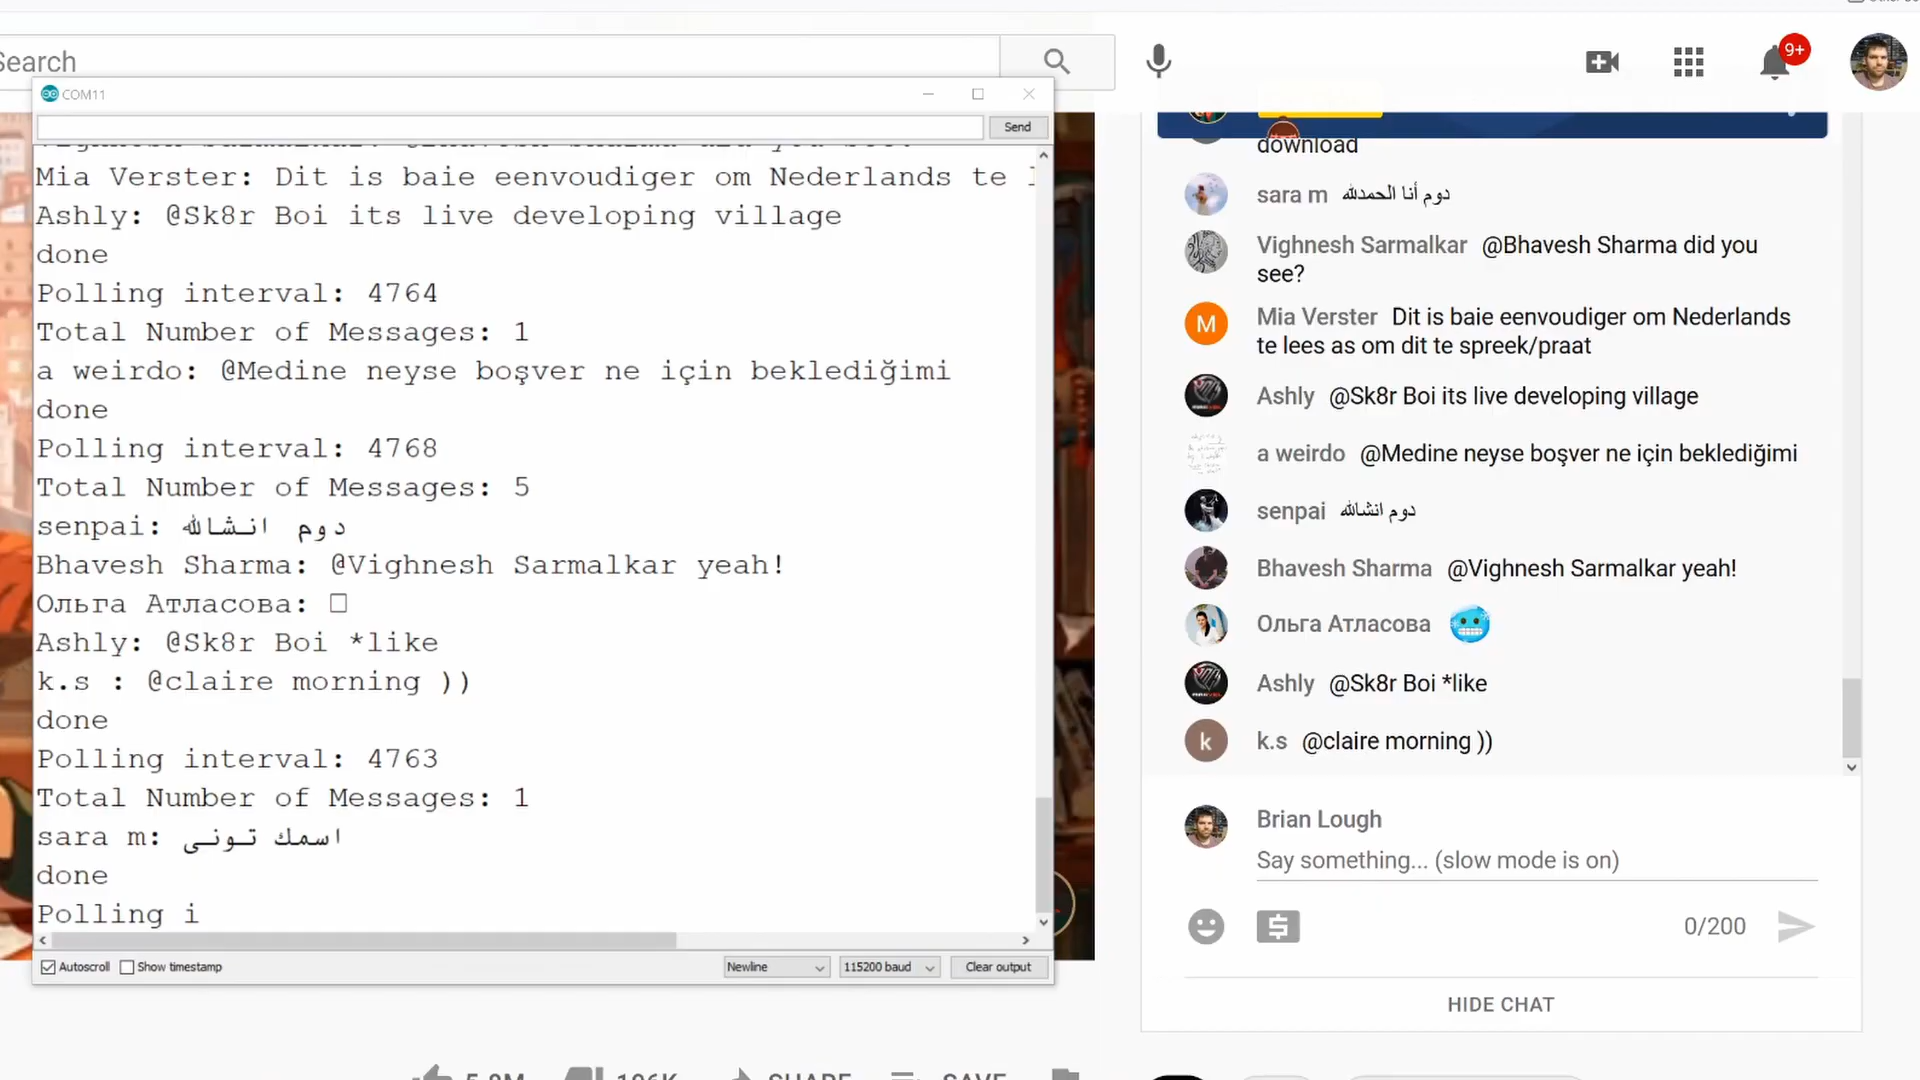 Search
9+
COM11
Send
Mia Verster: Dit is baie eenvoudiger om Nederlands te
Ashly: @Sk8r Boi its live developing village
done
Polling interval: 4764
Total Number of Messages: 1
a weirdo: @Medine neyse boşver ne için beklediğimi
done
Polling interval: 4768
Total Number of Messages: 5
senpai: دوم انشالله
Bhavesh Sharma: @Vighnesh Sarmalkar yeah!
Ольга Атласова:
Ashly: @Sk8r Boi *like
k.s : @claire morning ))
done
Polling interval: 4763
Total Number of Messages: 1
sara m: اسمك تونى
done
Polling i
Autoscroll
Show timestamp
Newline
115200 baud
Clear output
download
sara m دوم أنا الحمدلله
Vighnesh Sarmalkar @Bhavesh Sharma did you
see?
M
Mia Verster Dit is baie eenvoudiger om Nederlands
te lees as om dit te spreek/praat
Ashly @Sk8r Boi its live developing village
a weirdo @Medine neyse boşver ne için beklediğimi
senpai دوم انشالله
Bhavesh Sharma @Vighnesh Sarmalkar yeah!
Ольга Атласова
Ashly @Sk8r Boi *like
k
k.s @claire morning ))
Brian Lough
Say something... (slow mode is on)
0/200
HIDE CHAT
SHARE
SAVE